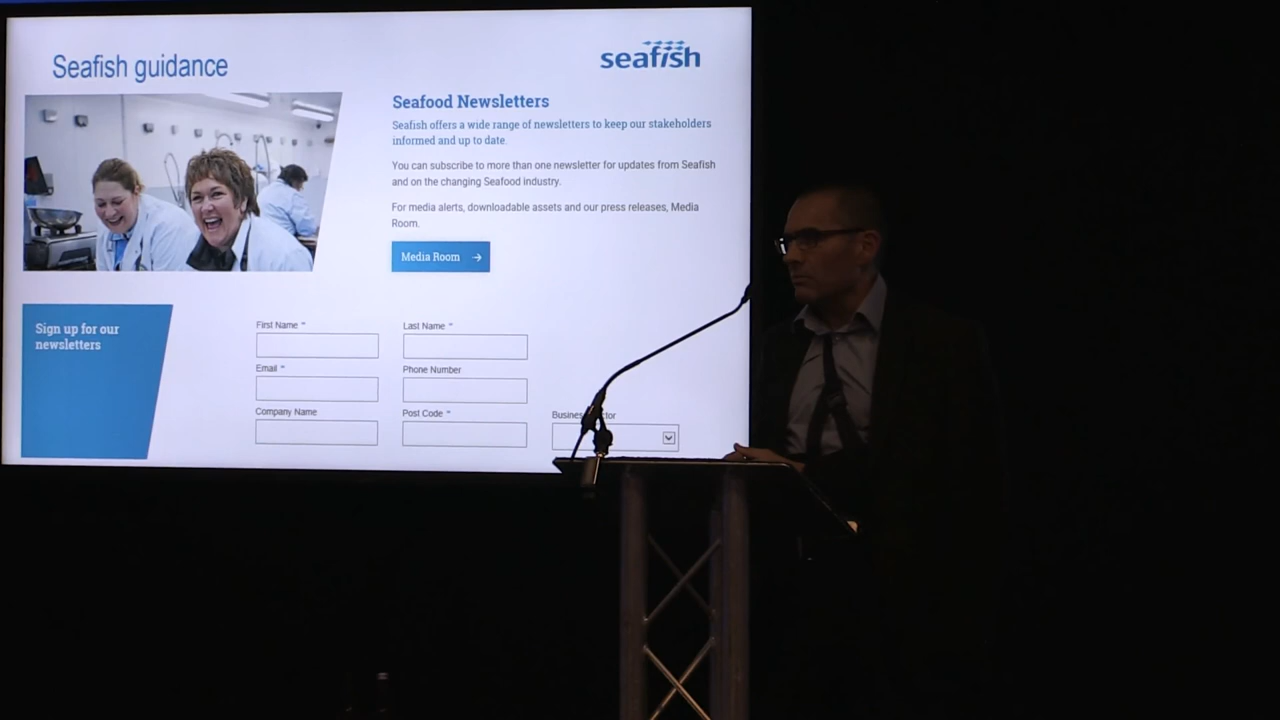 Seafish guidance
seafish
Seafood Newsletters
Seafish offers a wide range of newsletters to keep our stakeholders
informed and up to date.
You can subscribe to more than one newsletter for updates from Seafish
and on the changing Seafood industry.
For media alerts, downloadable assets and our press releases, Media
Room.
Media Room →
Sign up for our
newsletters
First Name *
Last Name *
Email *
Phone Number
Company Name
Post Code *